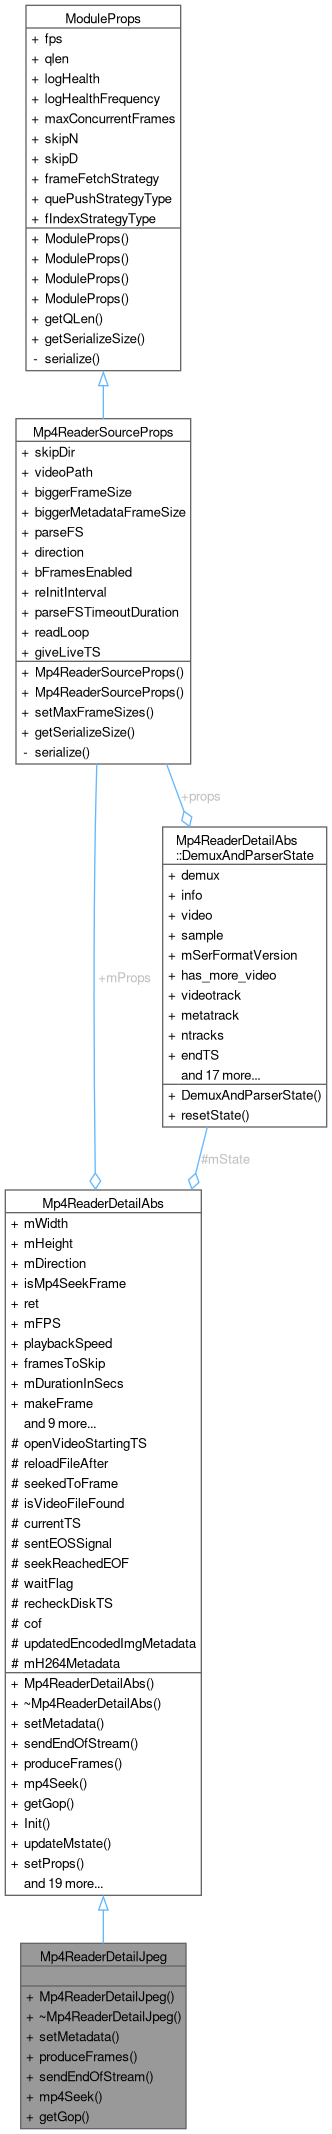 ModuleProps
+ fps
+ qlen
+ logHealth
+ logHealthFrequency
+ maxConcurrentFrames
+ skipN
+ skipD
+ frameFetchStrategy
+ quePushStrategyType
+ fIndexStrategyType
+ ModuleProps()
+ ModuleProps()
+ ModuleProps()
+ ModuleProps()
+ getQLen()
+ getSerializeSize()
- serialize()
Mp4ReaderSourceProps
+ skipDir
+ videoPath
+ biggerFrameSize
+ biggerMetadataFrameSize
+ parseFS
+ direction
+ bFramesEnabled
+ reInitInterval
+ parseFSTimeoutDuration
+ readLoop
+ giveLiveTS
+ Mp4ReaderSourceProps()
+ Mp4ReaderSourceProps()
+ setMaxFrameSizes()
+ getSerializeSize()
- serialize()
+props
Mp4ReaderDetailAbs
::DemuxAndParserState
+ demux
+ info
+ video
+ sample
+ mSerFormatVersion
+ has_more_video
+ videotrack
+ metatrack
+ ntracks
+ endTS
and 17 more...
+ DemuxAndParserState()
+ resetState()
+mProps
#mState
Mp4ReaderDetailAbs
+ mWidth
+ mHeight
+ mDirection
+ isMp4SeekFrame
+ ret
+ mFPS
+ playbackSpeed
+ framesToSkip
+ mDurationInSecs
+ makeFrame
and 9 more...
# openVideoStartingTS
# reloadFileAfter
# seekedToFrame
# isVideoFileFound
# currentTS
# sentEOSSignal
# seekReachedEOF
# waitFlag
# recheckDiskTS
# cof
# updatedEncodedImgMetadata
# mH264Metadata
+ Mp4ReaderDetailAbs()
+ ~Mp4ReaderDetailAbs()
+ setMetadata()
+ sendEndOfStream()
+ produceFrames()
+ mp4Seek()
+ getGop()
+ Init()
+ updateMstate()
+ setProps()
and 19 more...
Mp4ReaderDetailJpeg
+ Mp4ReaderDetailJpeg()
+ ~Mp4ReaderDetailJpeg()
+ setMetadata()
+ produceFrames()
+ sendEndOfStream()
+ mp4Seek()
+ getGop()